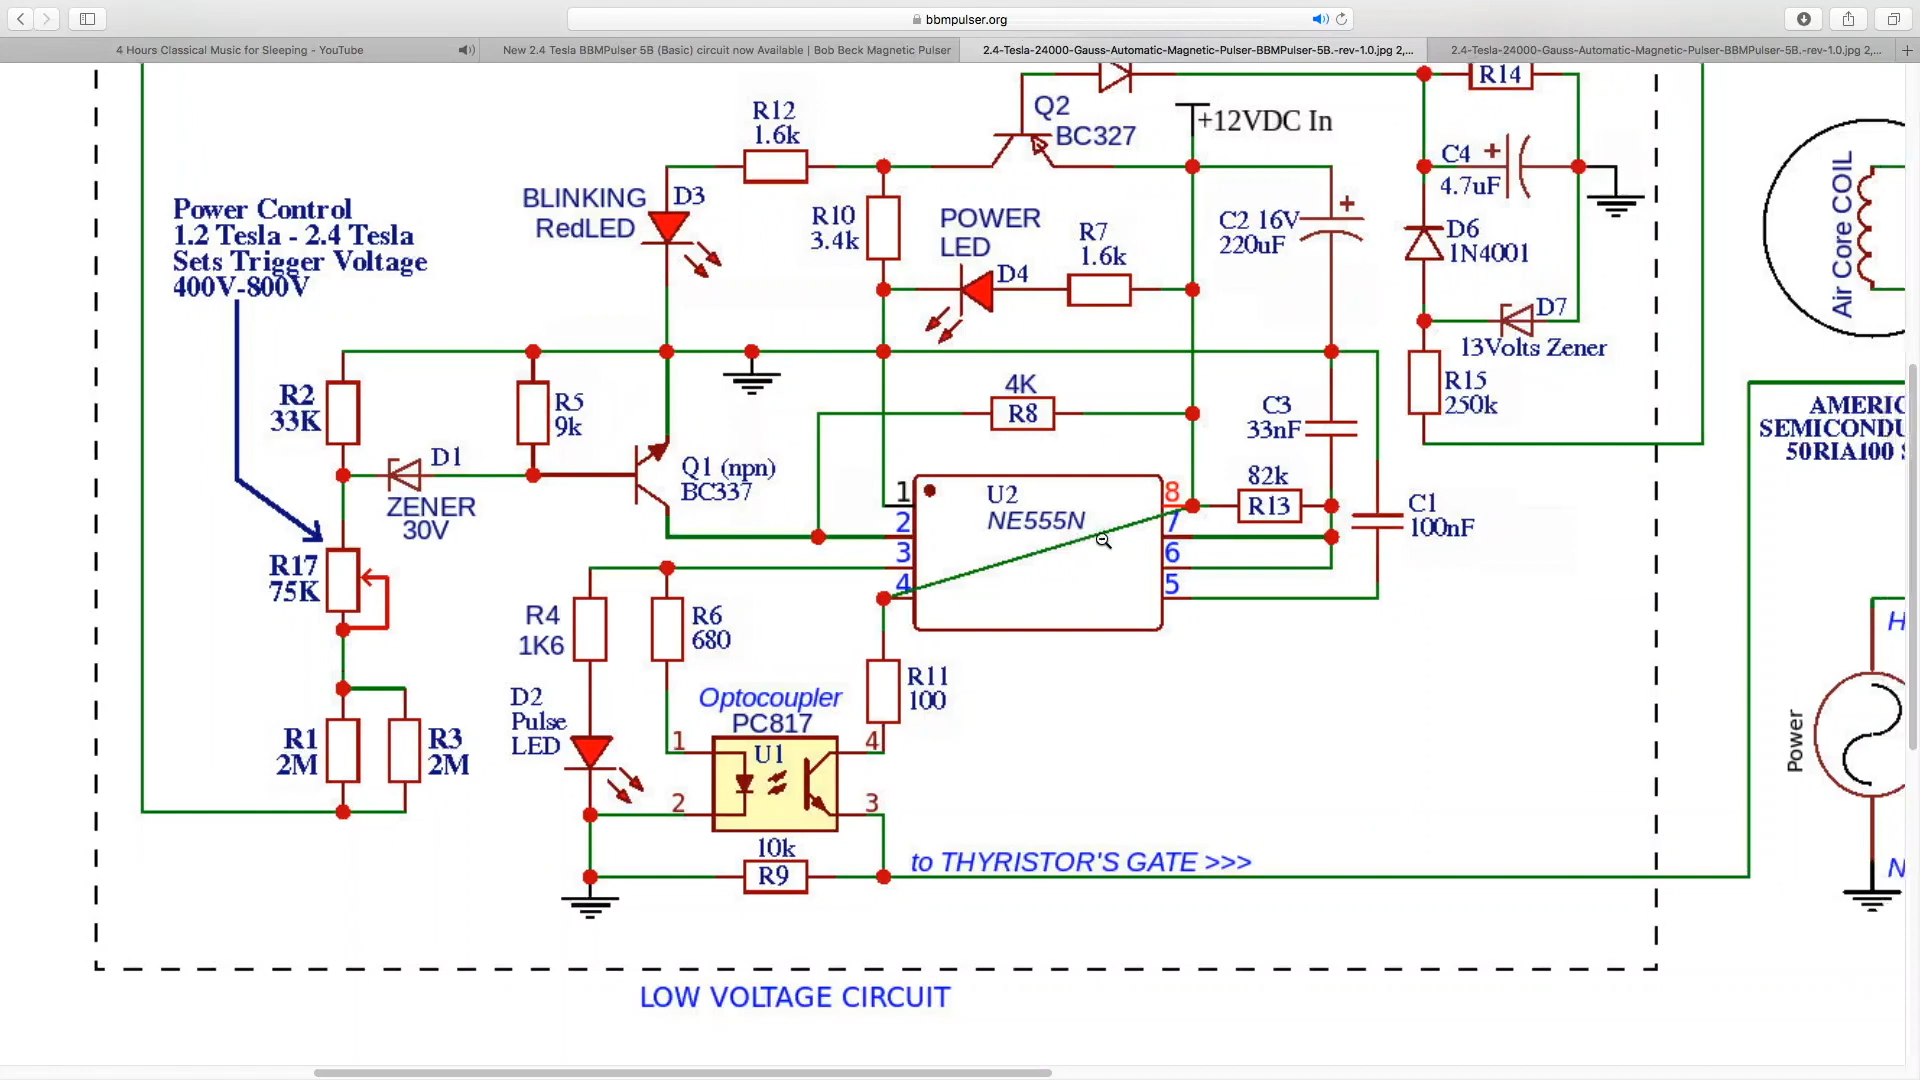 bbmpulser.org
4 Hours Classical Music for Sleeping - YouTube
New 2.4 Tesla BBMPulser 5B (Basic) circuit now Available | Bob Beck Magnetic Pulser
2.4-Tesla-24000-Gauss-Automatic-Magnetic-Pulser-BBMPulser-5B.-rev-1.0.jpg 2,...
2.4-Tesla-24000-Gauss-Automatic-Magnetic-Pulser-BBMPulser-5B.-rev-1.0.jpg 2,...
R14
R12
1.6k
Q2
BC327
+12VDC In
C4 +
4.7uF
Air Core COIL
Power Control
1.2 Tesla - 2.4 Tesla
Sets Trigger Voltage
400V-800V
BLINKING
RedLED
D3
R10
3.4k
POWER
LED
D4
R7
1.6k
+
C2 16V
220uF
D6
1N4001
D7
13Volts Zener
R2
33K
R5
9k
4K
R8
C3
33nF
R15
250k
D1
ZENER
30V
Q1 (npn)
BC337
82k
R13
C1
100nF
U2
NE555N
1
2
3
4
8
7
6
5
R17
75K
R4
1K6
R6
680
R11
100
Optocoupler
PC817
U1
1
2
4
3
D2
Pulse
LED
R1
2M
R3
2M
10k
R9
to THYRISTOR'S GATE >>>
LOW VOLTAGE CIRCUIT
50RIA100
H
Power
N